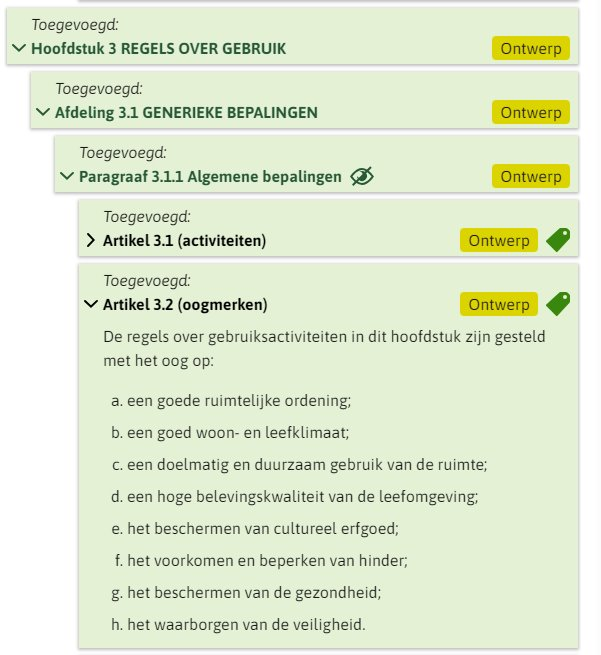 Toegevoegd:
Hoofdstuk 3 REGELS OVER GEBRUIK Ontwerp
Toegevoegd:
Afdeling 3.1 GENERIEKE BEPALINGEN Ontwerp
Toegevoegd:
Paragraaf 3.1.1 Algemene bepalingen Ontwerp
Toegevoegd:
Artikel 3.1 (activiteiten) Ontwerp
Toegevoegd:
Artikel 3.2 (oogmerken) Ontwerp
De regels over gebruiksactiviteiten in dit hoofdstuk zijn gesteld
met het oog op:
a. een goede ruimtelijke ordening;
b. een goed woon- en leefklimaat;
c. een doelmatig en duurzaam gebruik van de ruimte;
d. een hoge belevingskwaliteit van de leefomgeving;
e. het beschermen van cultureel erfgoed;
f. het voorkomen en beperken van hinder;
g. het beschermen van de gezondheid;
h. het waarborgen van de veiligheid.